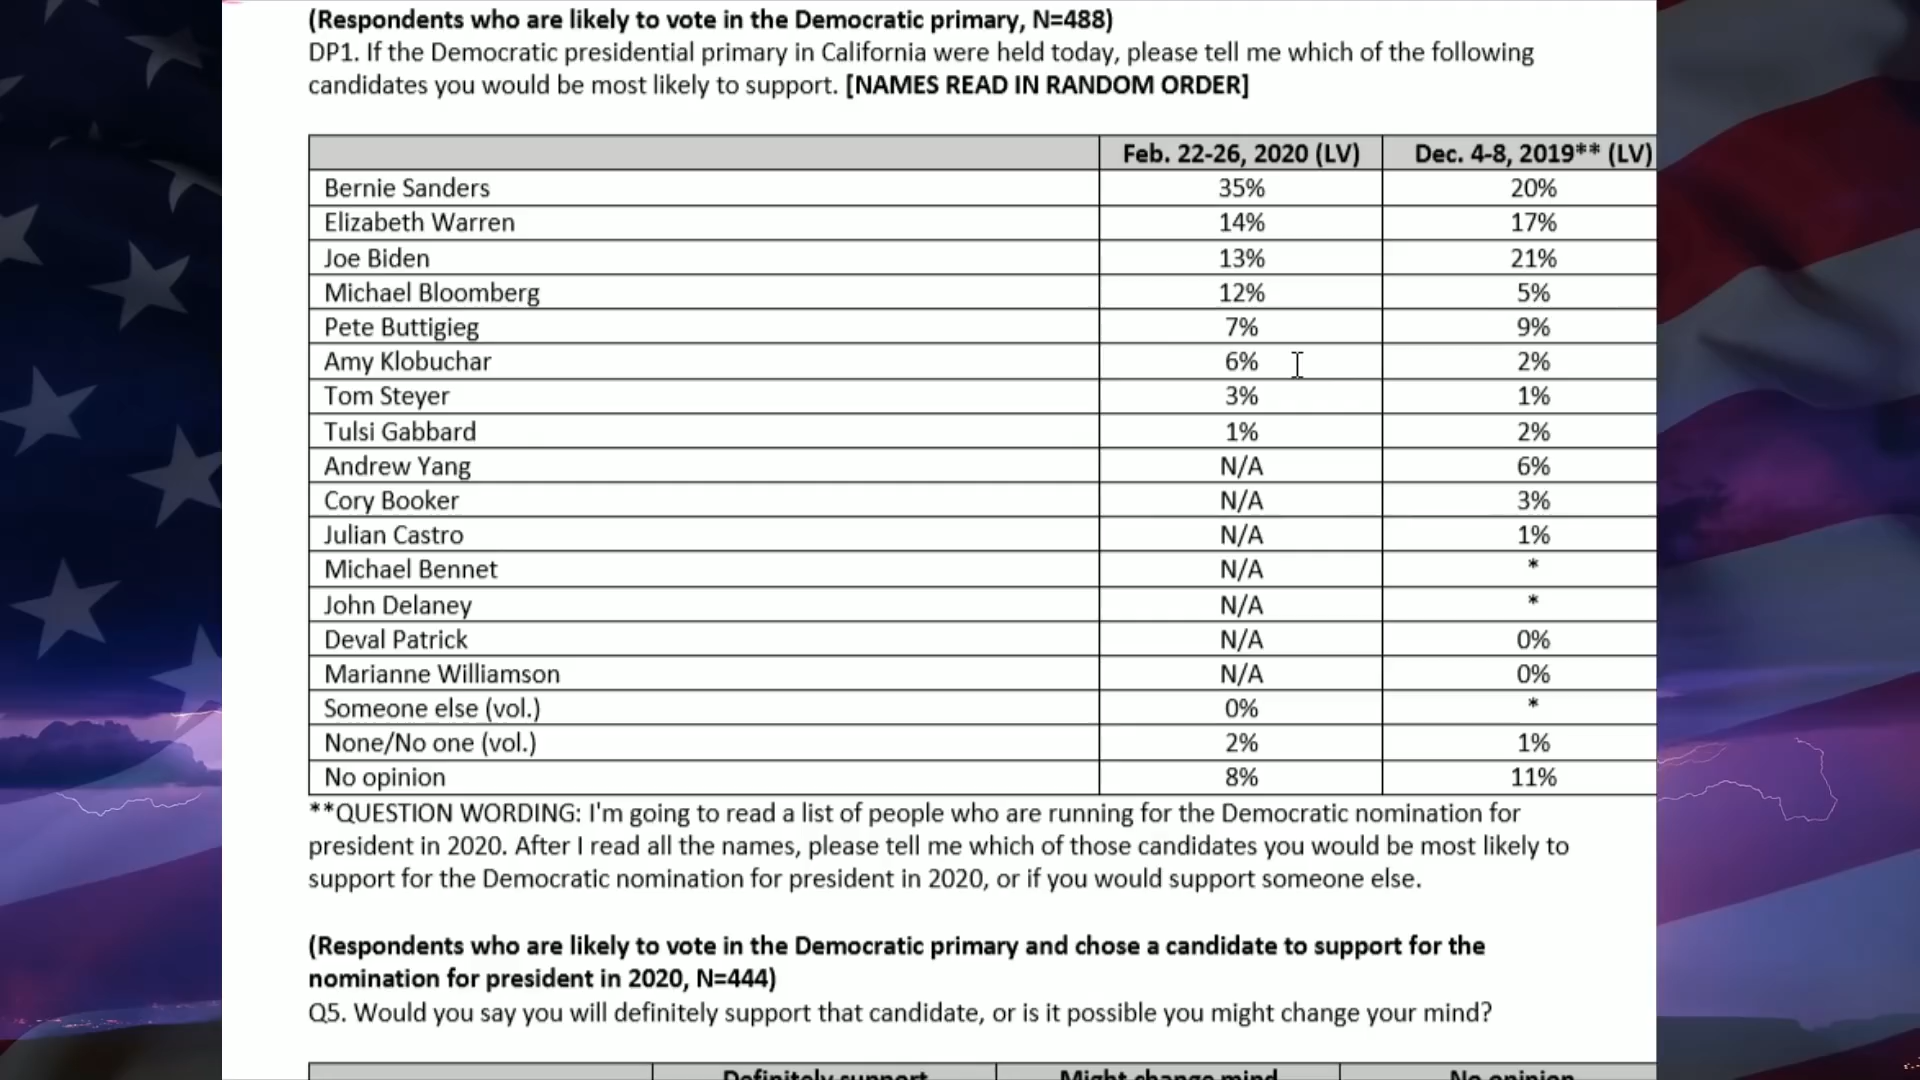 (Respondents who are likely to vote in the Democratic primary, N=488)
DP1. If the Democratic presidential primary in California were held today, please tell me which of the following
candidates you would be most likely to support. [NAMES READ IN RANDOM ORDER]
Feb. 22-26, 2020 (LV) Dec. 4-8, 2019** (LV)
Bernie Sanders 35% 20%
Elizabeth Warren 14% 17%
Joe Biden 13% 21%
Michael Bloomberg 12% 5%
Pete Buttigieg 7% 9%
Amy Klobuchar 6% 2%
Tom Steyer 3% 1%
Tulsi Gabbard 1% 2%
Andrew Yang N/A 6%
Cory Booker N/A 3%
Julian Castro N/A 1%
Michael Bennet N/A *
John Delaney N/A *
Deval Patrick N/A 0%
Marianne Williamson N/A 0%
Someone else (vol.) 0% *
None/No one (vol.) 2% 1%
No opinion 8% 11%
**QUESTION WORDING: I'm going to read a list of people who are running for the Democratic nomination for
president in 2020. After I read all the names, please tell me which of those candidates you would be most likely to
support for the Democratic nomination for president in 2020, or if you would support someone else.
(Respondents who are likely to vote in the Democratic primary and chose a candidate to support for the
nomination for president in 2020, N=444)
Q5. Would you say you will definitely support that candidate, or is it possible you might change your mind?
Definitely support Might change mind No opinion